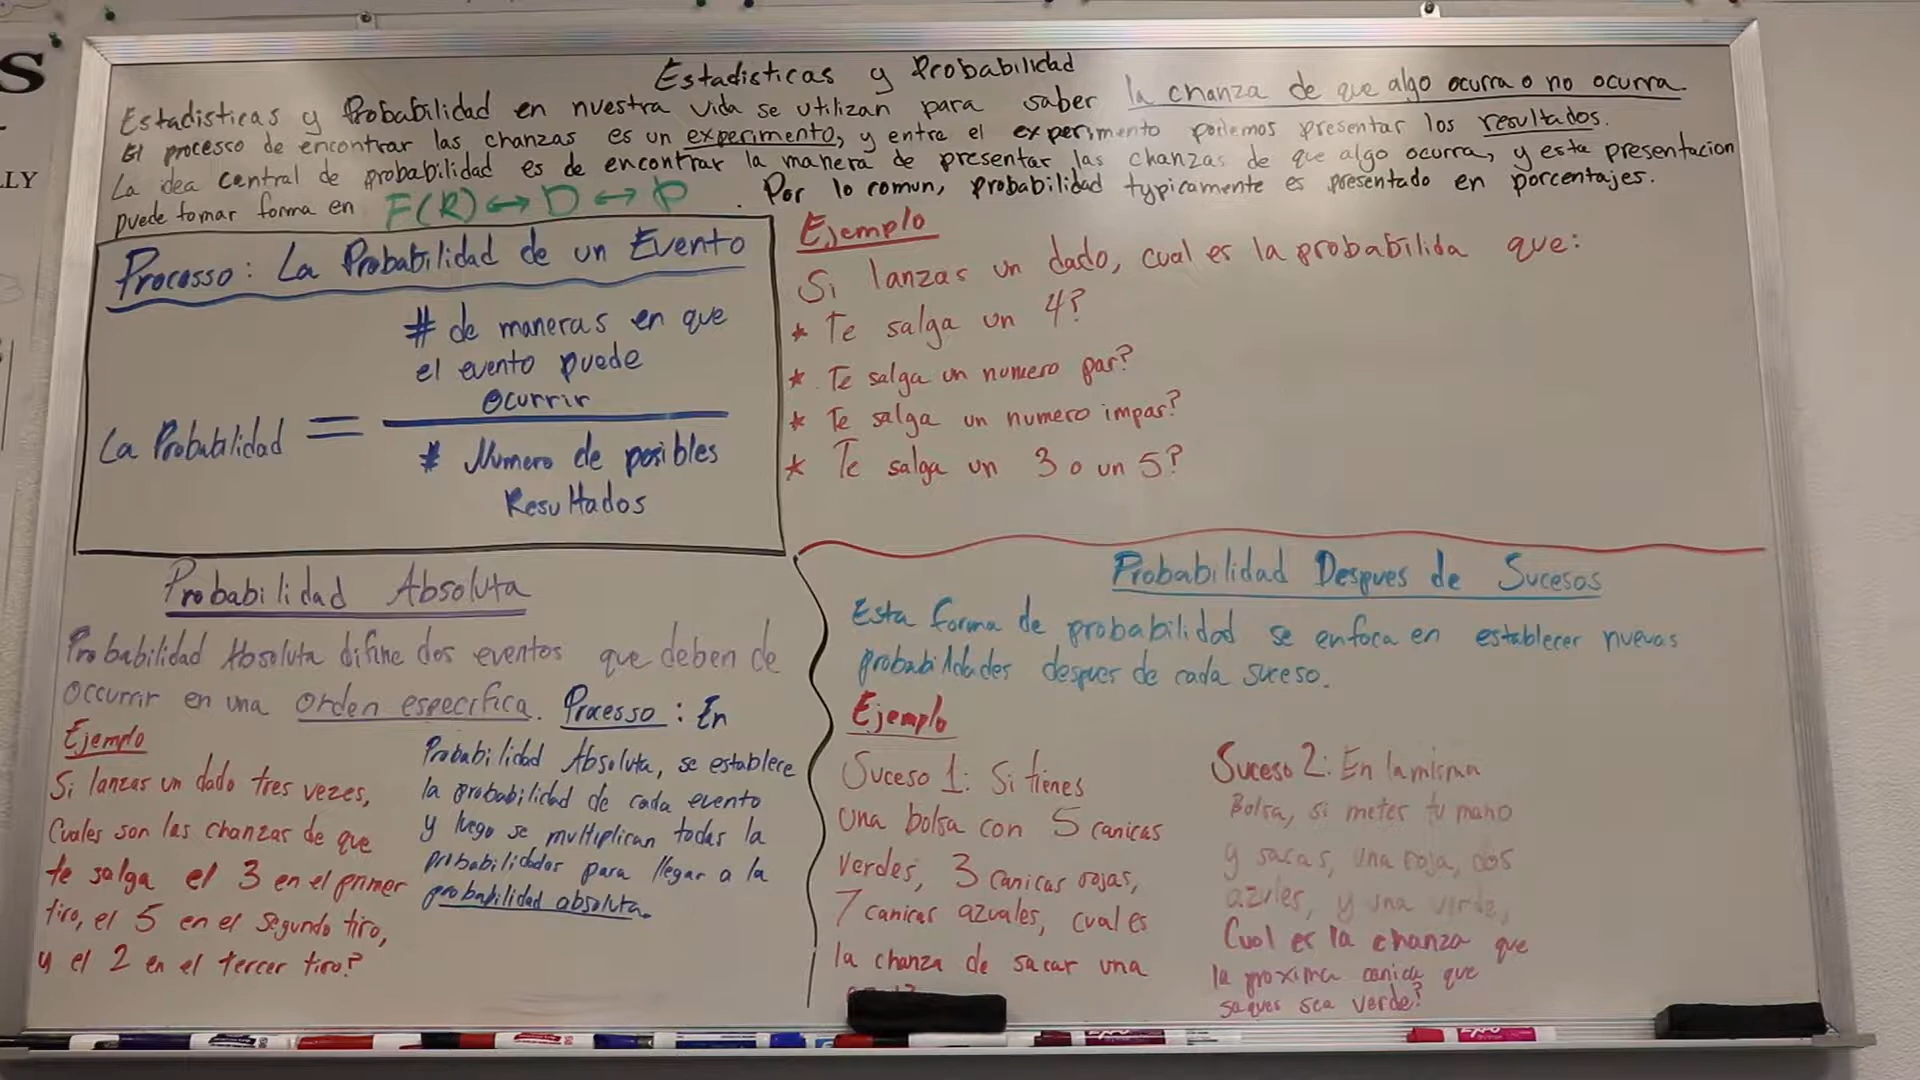 S
LLY
Estadisticas y Probabilidad
Estadisticas y Probabilidad en nuestra vida se utilizan para saber la chanza de que algo ocurra o no ocurra.
El processo de encontrar las chanzas es un experimento, y entre el experimento podemos presentar los resultados.
La idea central de probabilidad es de encontrar la manera de presentar las chanzas de que algo ocurra, y esta presentacion
puede tomar forma en F(R) ↔ D ↔ P . Por lo comun, probabilidad typicamente es presentado en porcentajes.
Processo: La Probabilidad de un Evento
# de maneras en que
el evento puede
ocurrir
La Probabilidad =
# Numero de posibles
Resultados
Ejemplo
Si lanzas un dado, cual es la probabilida que:
* Te salga un 4?
* Te salga un numero par?
* Te salga un numero impar?
* Te salga un 3 o un 5?
Probabilidad Absoluta
Probabilidad Absoluta difine dos eventos que deben de
occurrir en una orden especifica. Processo: En
Probabilidad Absoluta, se establece
la probabilidad de cada evento
y luego se multiplican todas la
probabilidades para llegar a la
probabilidad absoluta.
Ejemplo
Si lanzas un dado tres vezes,
Cuales son las chanzas de que
te salga el 3 en el primer
tiro, el 5 en el segundo tiro,
y el 2 en el tercer tiro?
Probabilidad Despues de Sucesos
Esta forma de probabilidad se enfoca en establecer nuevas
probabilidades despues de cada suceso.
Ejemplo
Suceso 1: Si tienes
una bolsa con 5 canicas
verdes, 3 canicas rojas,
7 canicas azuales, cual es
la chanza de sacar una
Suceso 2: En la misma
Bolsa, si metes tu mano
y sacas, una roja, dos
azules, y una verde,
Cual es la chanza que
la proxima canica que
saques sea verde?